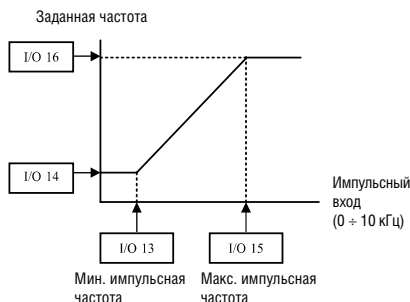 Заданная частота
I/O 16
I/O 14
Импульсный
вход
(0 ÷ 10 кГц)
I/O 13
I/O 15
Мин. импульсная
частота
Макс. импульсная
частота